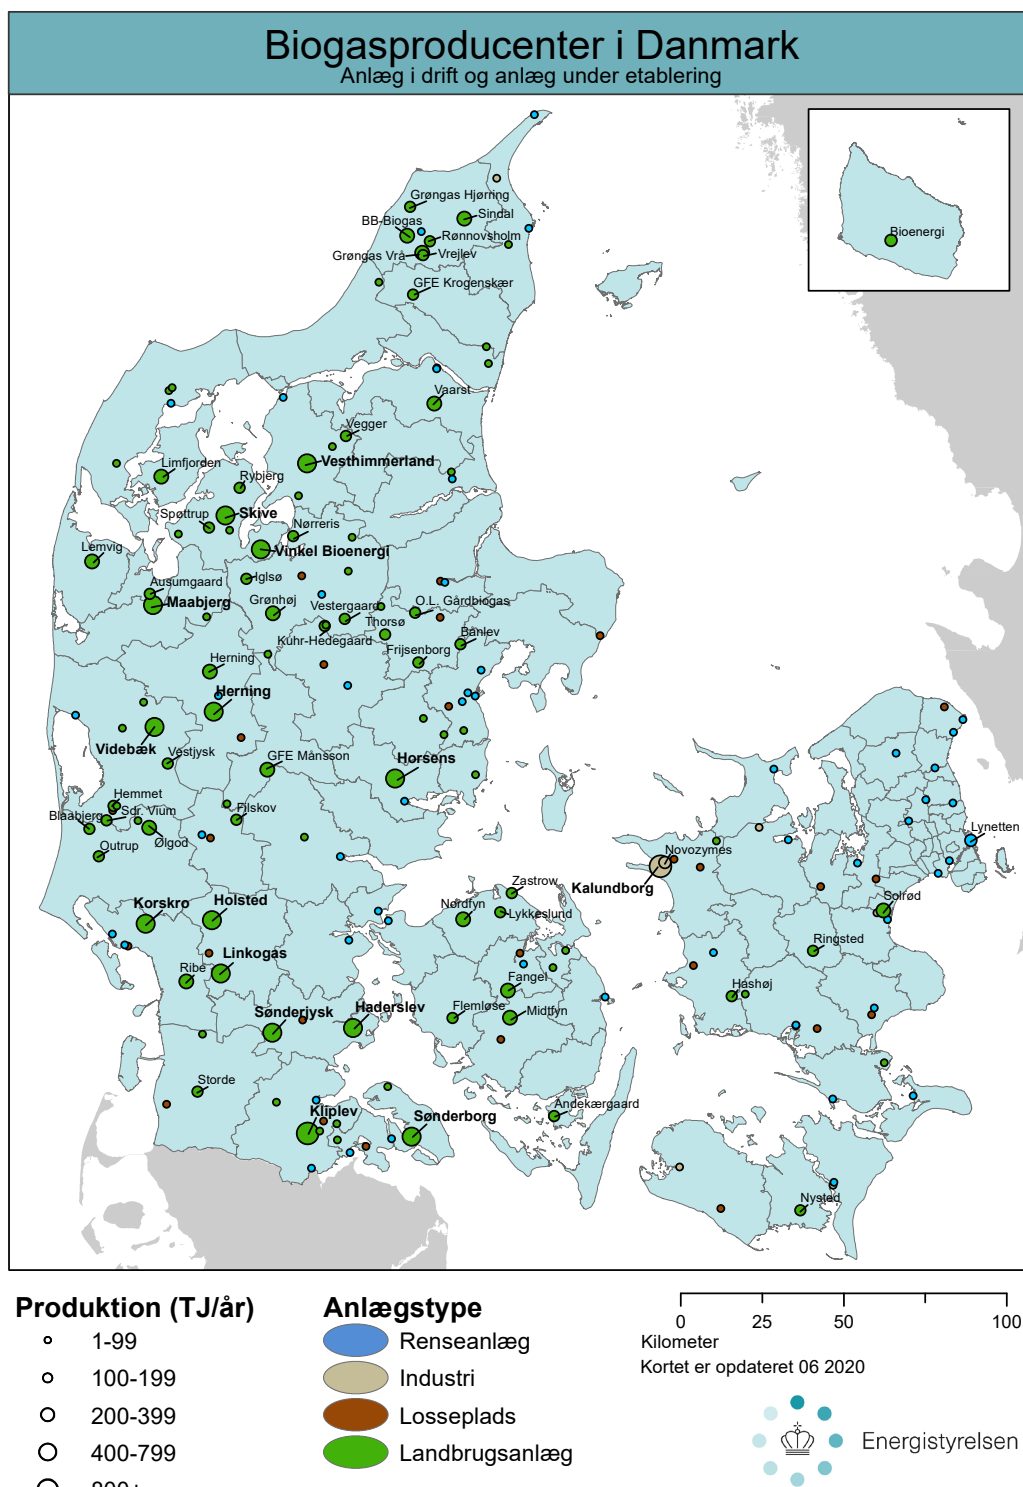 Biogasproducenter i Danmark
Anlæg i drift og anlæg under etablering
Grøngas Hjørring
Sindal
BB-Biogas
Rønnovsholm
Grøngas Vrå
Vrejlev
GFE Krogenskær
Bioenergi
Vaarst
Vegger
Vesthimmerland
Limfjorden
Rybjerg
Skive
Spøttrup
Nørreris
Vinkel Bioenergi
Lemvig
Iglsø
Ausumgaard
Maabjerg
Grønhøj
Vestergaard
O.L. Gårdbiogas
Thorsø
Kuhr-Hedegaard
Bånlev
Frijsenborg
Herning
Herning
Videbæk
Vestjysk
GFE Månsson
Horsens
Hemmet
Sdr. Vium
Blaabjerg
Filskov
Ølgod
Outrup
Lynetten
Novozymes
Kalundborg
Zastrow
Nordfyn
Lykkeslund
Solrød
Korskro
Holsted
Ringsted
Linkogas
Ribe
Fangel
Hashøj
Flemløse
Midtfyn
Sønderjysk
Haderslev
Storde
Kliplev
Sønderborg
Andekærgaard
Nysted
Produktion (TJ/år)
1-99
100-199
200-399
400-799
800+
Anlægstype
Renseanlæg
Industri
Losseplads
Landbrugsanlæg
0 25 50 100
Kilometer
Kortet er opdateret 06 2020
Energistyrelsen